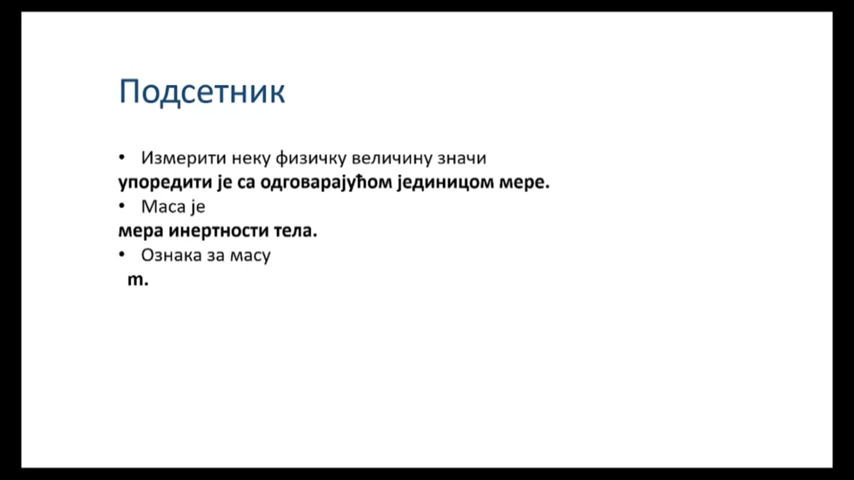 Подсетник
• Измерити неку физичку величину значи
упоредити је са одговарајућом јединицом мере.
• Маса је
мера инертности тела.
• Ознака за масу
m.